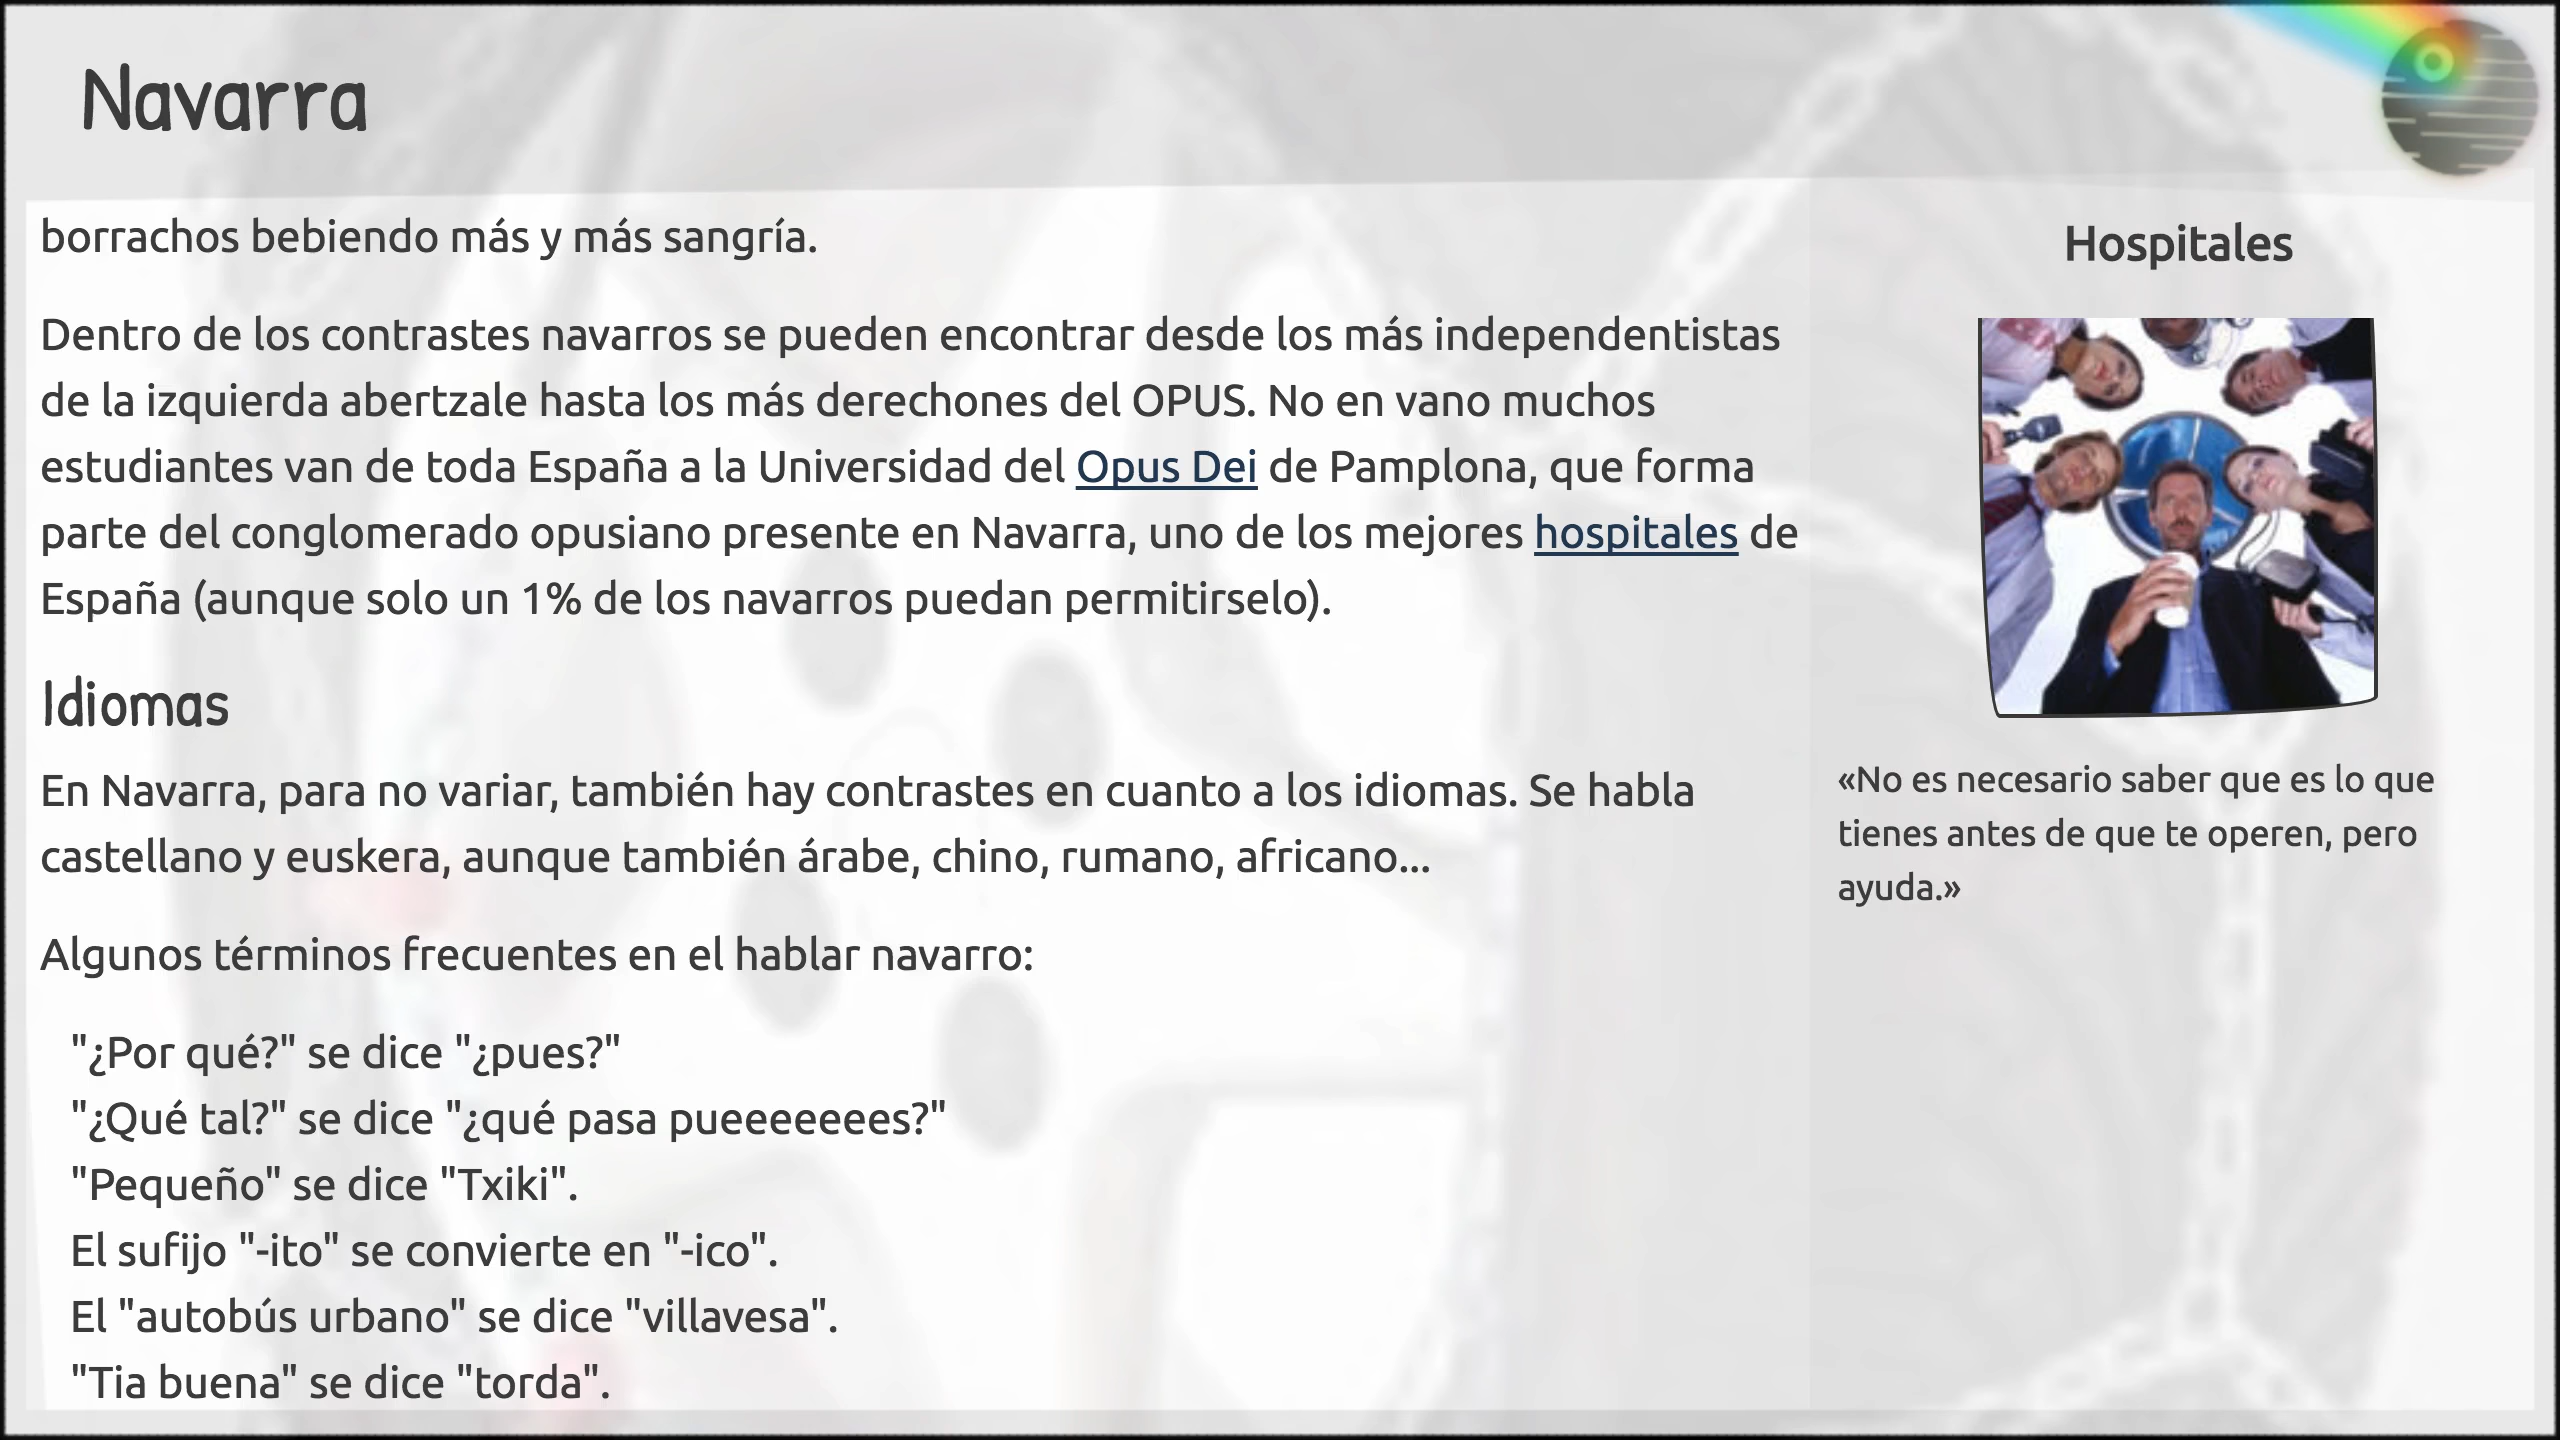 Navarra
borrachos bebiendo más y más sangría.
Dentro de los contrastes navarros se pueden encontrar desde los más independentistas
de la izquierda abertzale hasta los más derechones del OPUS. No en vano muchos
estudiantes van de toda España a la Universidad del Opus Dei de Pamplona, que forma
parte del conglomerado opusiano presente en Navarra, uno de los mejores hospitales de
España (aunque solo un 1% de los navarros puedan permitirselo).
Idiomas
En Navarra, para no variar, también hay contrastes en cuanto a los idiomas. Se habla
castellano y euskera, aunque también árabe, chino, rumano, africano...
Algunos términos frecuentes en el hablar navarro:
"¿Por qué?" se dice "¿pues?"
"¿Qué tal?" se dice "¿qué pasa pueeeeeees?"
"Pequeño" se dice "Txiki".
El sufijo "-ito" se convierte en "-ico".
El "autobús urbano" se dice "villavesa".
"Tia buena" se dice "torda".
Hospitales
«No es necesario saber que es lo que
tienes antes de que te operen, pero
ayuda.»